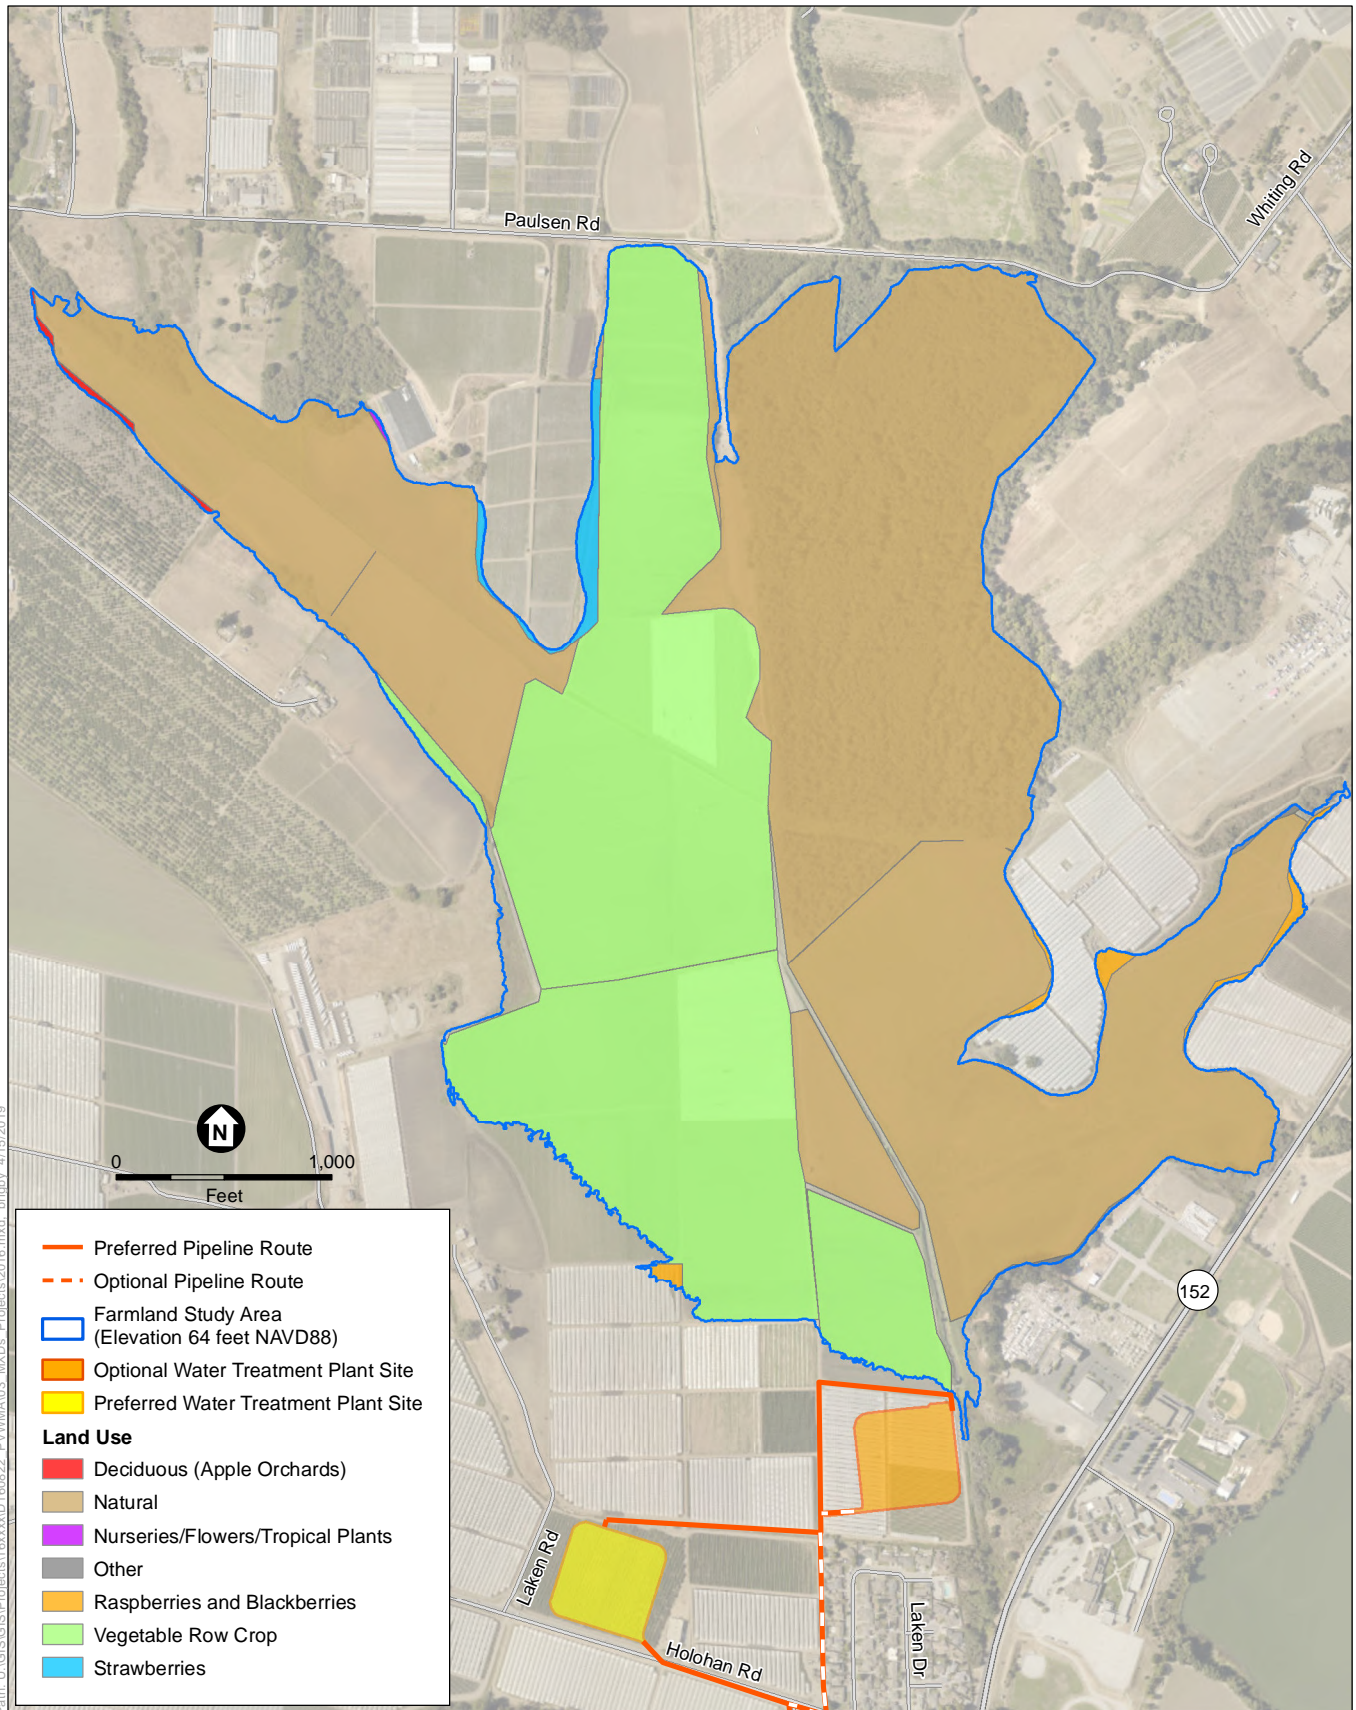 Paulsen Rd
Whiting Rd
N
0 1,000
Feet
152
Preferred Pipeline Route
Optional Pipeline Route
Farmland Study Area
(Elevation 64 feet NAVD88)
Optional Water Treatment Plant Site
Preferred Water Treatment Plant Site
Land Use
Deciduous (Apple Orchards)
Natural
Nurseries/Flowers/Tropical Plants
Other
Raspberries and Blackberries
Vegetable Row Crop
Strawberries
Laken Rd
Holohan Rd
Laken Dr